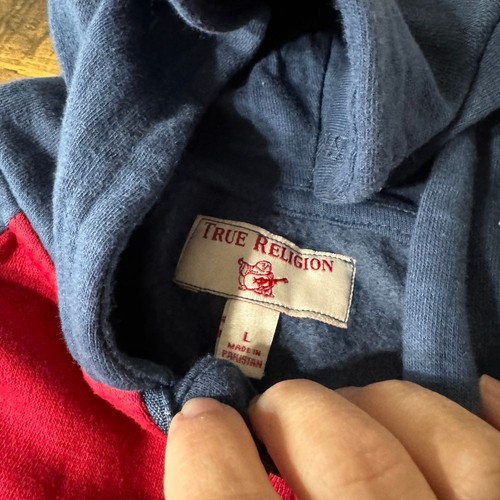 TRUE RELIGION
L
MADE IN
PAKISTAN